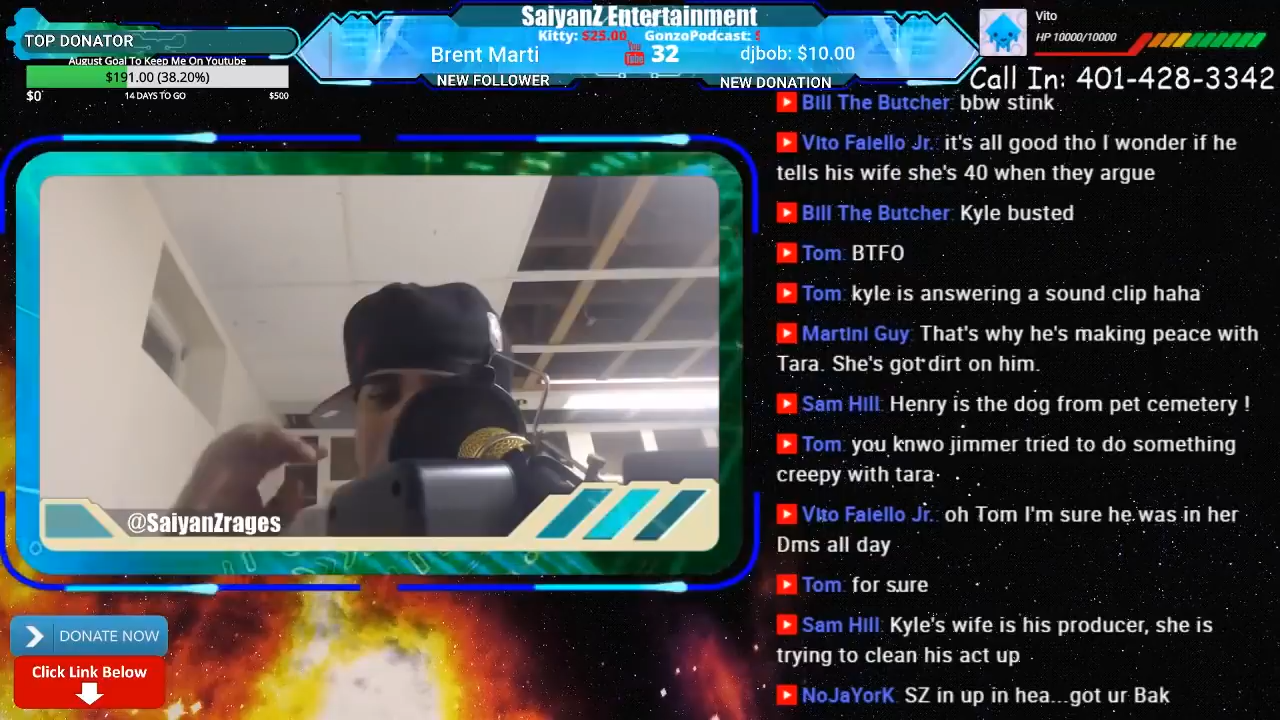 TOP DONATOR
August Goal To Keep Me On Youtube
$191.00 (38.20%)
$0
14 DAYS TO GO
$500
SaiyanZ Entertainment
Kitty: $25.00 GonzoPodcast: $
Brent Marti
You Tube
32
djbob: $10.00
NEW FOLLOWER
NEW DONATION
Vito
HP 10000/10000
Call In: 401-428-3342
Bill The Butcher: bbw stink
Vito Faiello Jr.: it's all good tho I wonder if he
tells his wife she's 40 when they argue
Bill The Butcher: Kyle busted
Tom: BTFO
Tom: kyle is answering a sound clip haha
Martini Guy: That's why he's making peace with
Tara. She's got dirt on him.
Sam Hill: Henry is the dog from pet cemetery !
Tom: you knwo jimmer tried to do something
creepy with tara
Vito Faiello Jr.: oh Tom I'm sure he was in her
Dms all day
Tom: for sure
Sam Hill: Kyle's wife is his producer, she is
trying to clean his act up
NoJaYorK: SZ in up in hea...got ur Bak
@SaiyanZrages
DONATE NOW
Click Link Below